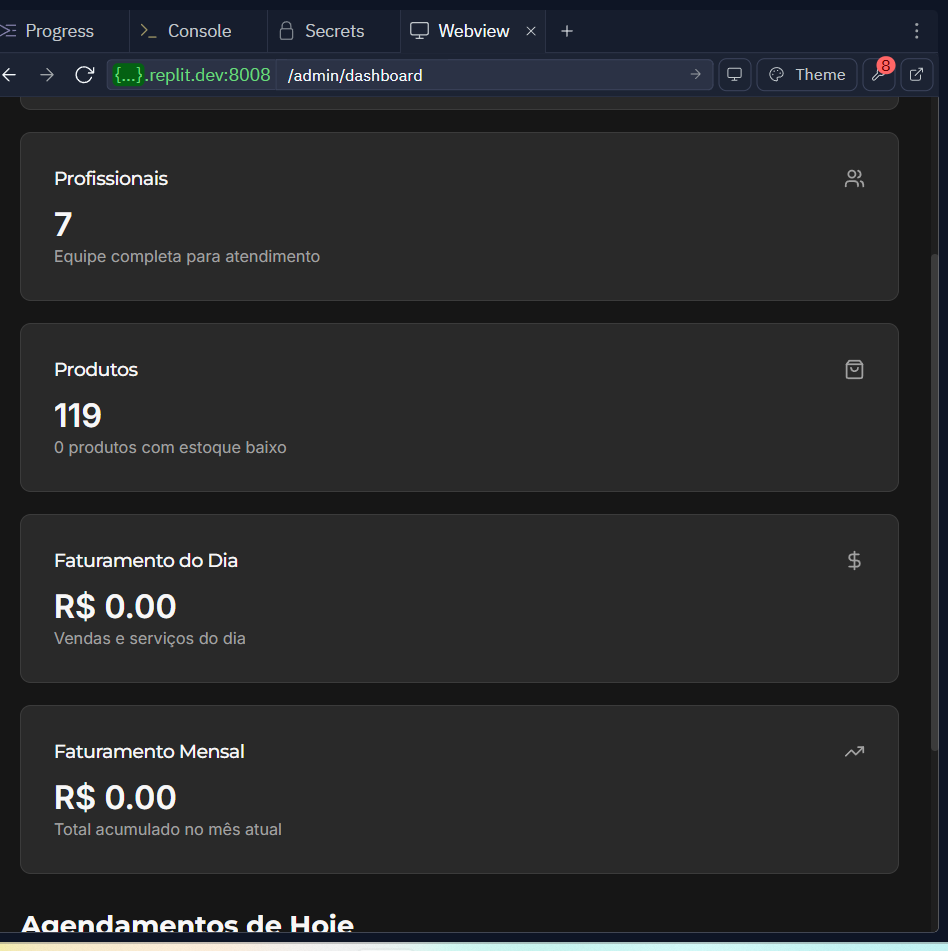 Progress
Console
Secrets
Webview
8
{...}.replit.dev:8008
/admin/dashboard
Theme
Profissionais
7
Equipe completa para atendimento
Produtos
119
0 produtos com estoque baixo
Faturamento do Dia
R$ 0.00
Vendas e serviços do dia
Faturamento Mensal
R$ 0.00
Total acumulado no mês atual
Agendamentos de Hoje